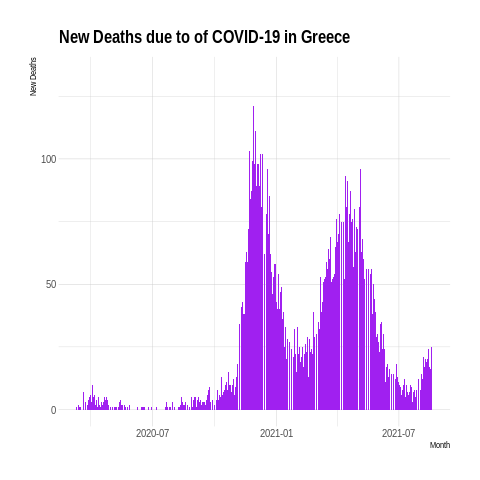 New Deaths due to of COVID-19 in Greece
New Deaths
100
50
0
2020-07
2021-01
2021-07
Month